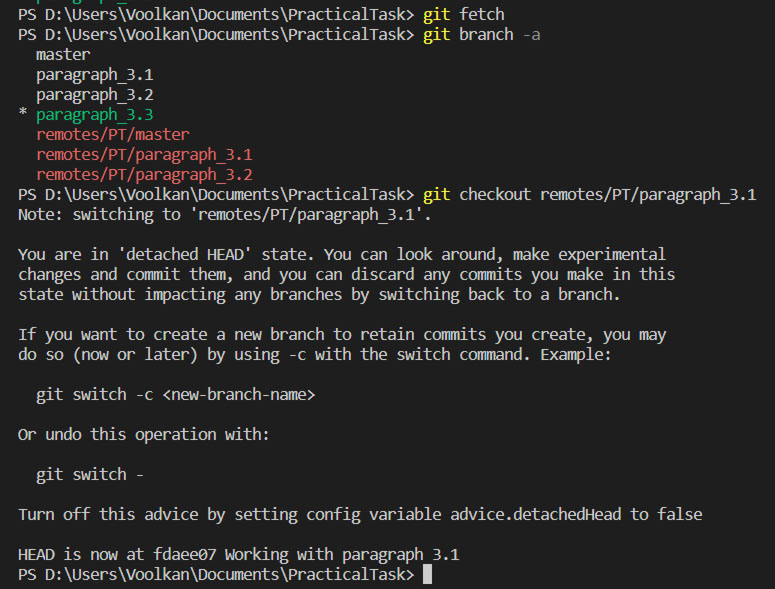 PS D:\Users\Voolkan\Documents\PracticalTask> git fetch
PS D:\Users\Voolkan\Documents\PracticalTask> git branch -a
  master
  paragraph_3.1
  paragraph_3.2
* paragraph_3.3
  remotes/PT/master
  remotes/PT/paragraph_3.1
  remotes/PT/paragraph_3.2
PS D:\Users\Voolkan\Documents\PracticalTask> git checkout remotes/PT/paragraph_3.1
Note: switching to 'remotes/PT/paragraph_3.1'.

You are in 'detached HEAD' state. You can look around, make experimental
changes and commit them, and you can discard any commits you make in this
state without impacting any branches by switching back to a branch.

If you want to create a new branch to retain commits you create, you may
do so (now or later) by using -c with the switch command. Example:

  git switch -c <new-branch-name>

Or undo this operation with:

  git switch -

Turn off this advice by setting config variable advice.detachedHead to false

HEAD is now at fdaee07 Working with paragraph 3.1
PS D:\Users\Voolkan\Documents\PracticalTask>